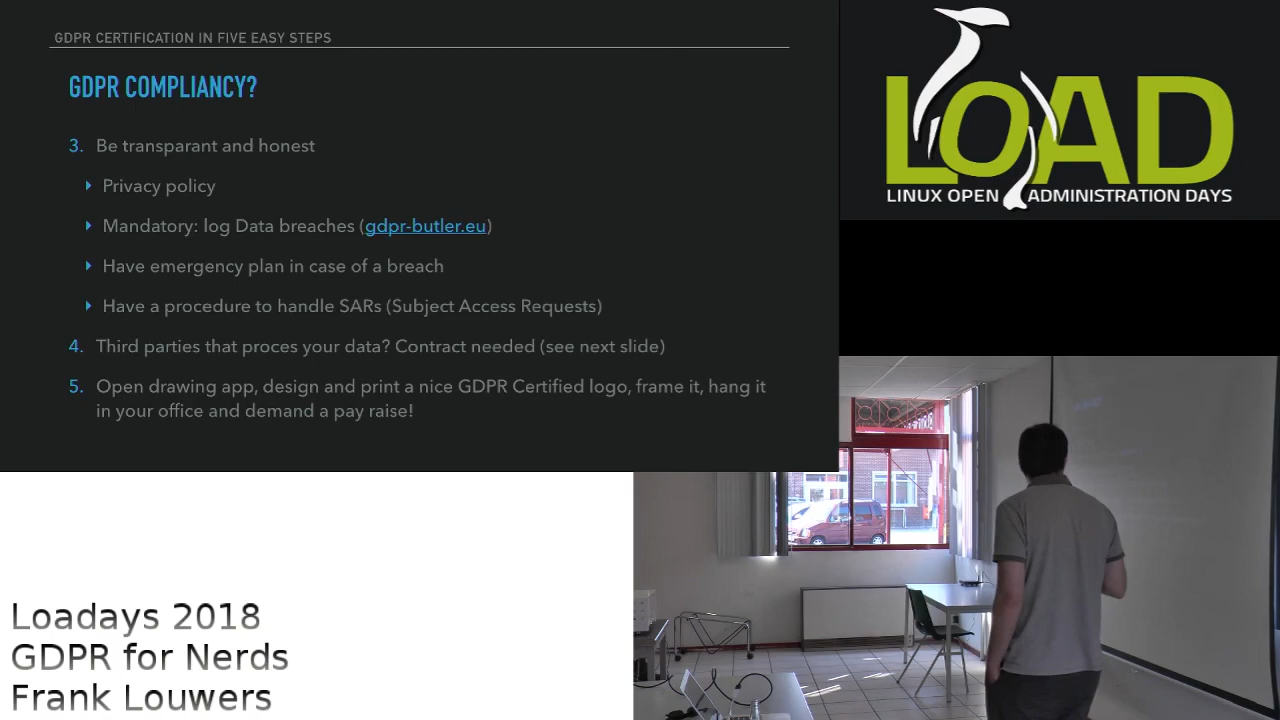 GDPR CERTIFICATION IN FIVE EASY STEPS
GDPR COMPLIANCY?
3. Be transparant and honest
Privacy policy
Mandatory: log Data breaches (gdpr-butler.eu)
Have emergency plan in case of a breach
Have a procedure to handle SARs (Subject Access Requests)
4. Third parties that proces your data? Contract needed (see next slide)
5. Open drawing app, design and print a nice GDPR Certified logo, frame it, hang it
in your office and demand a pay raise!
LOAD
LINUX OPEN ADMINISTRATION DAYS
Loadays 2018
GDPR for Nerds
Frank Louwers